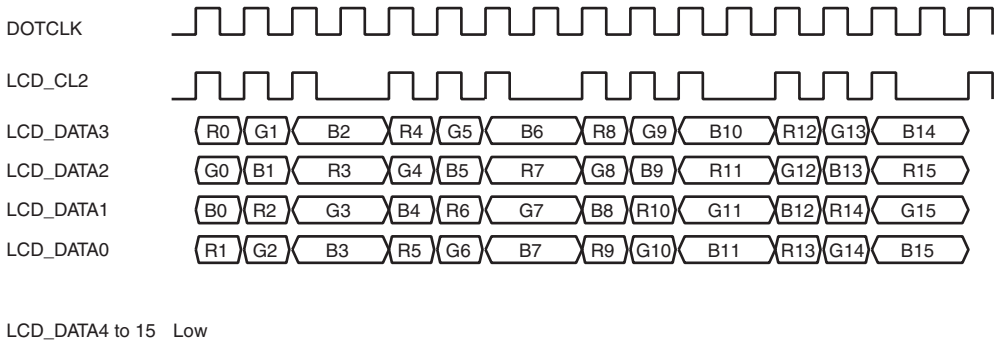 DOTCLK
LCD_CL2
LCD_DATA3 R0 G1 B2 R4 G5 B6 R8 G9 B10 R12 G13 B14
LCD_DATA2 G0 B1 R3 G4 B5 R7 G8 B9 R11 G12 B13 R15
LCD_DATA1 B0 R2 G3 B4 R6 G7 B8 R10 G11 B12 R14 G15
LCD_DATA0 R1 G2 B3 R5 G6 B7 R9 G10 B11 R13 G14 B15
LCD_DATA4 to 15 Low